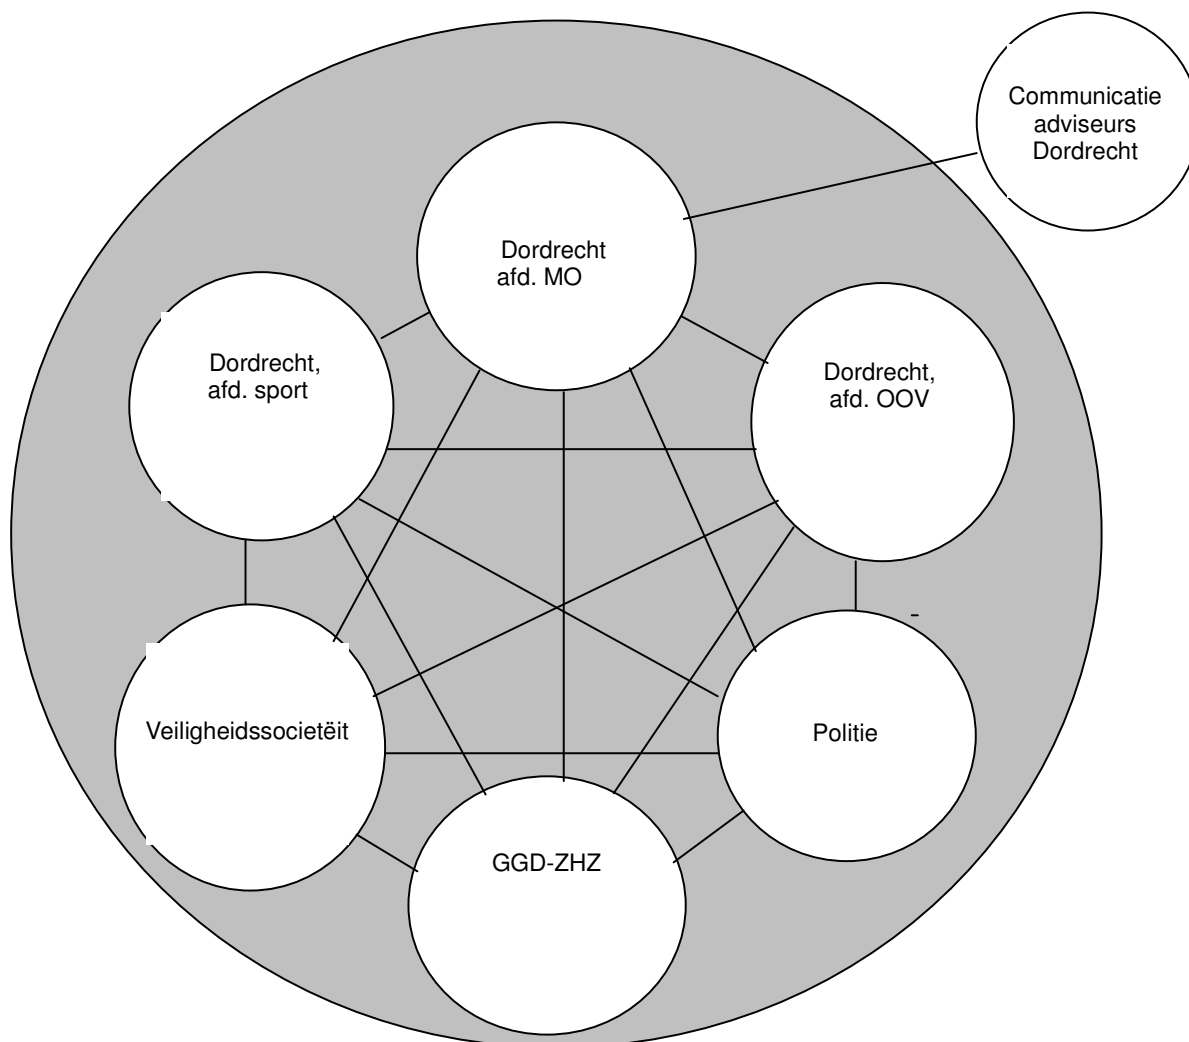 Communicatie
adviseurs
Dordrecht
Dordrecht
afd. MO
Dordrecht,
afd. sport
Dordrecht,
afd. OOV
-
Veiligheidssocietëit
Politie
GGD-ZHZ